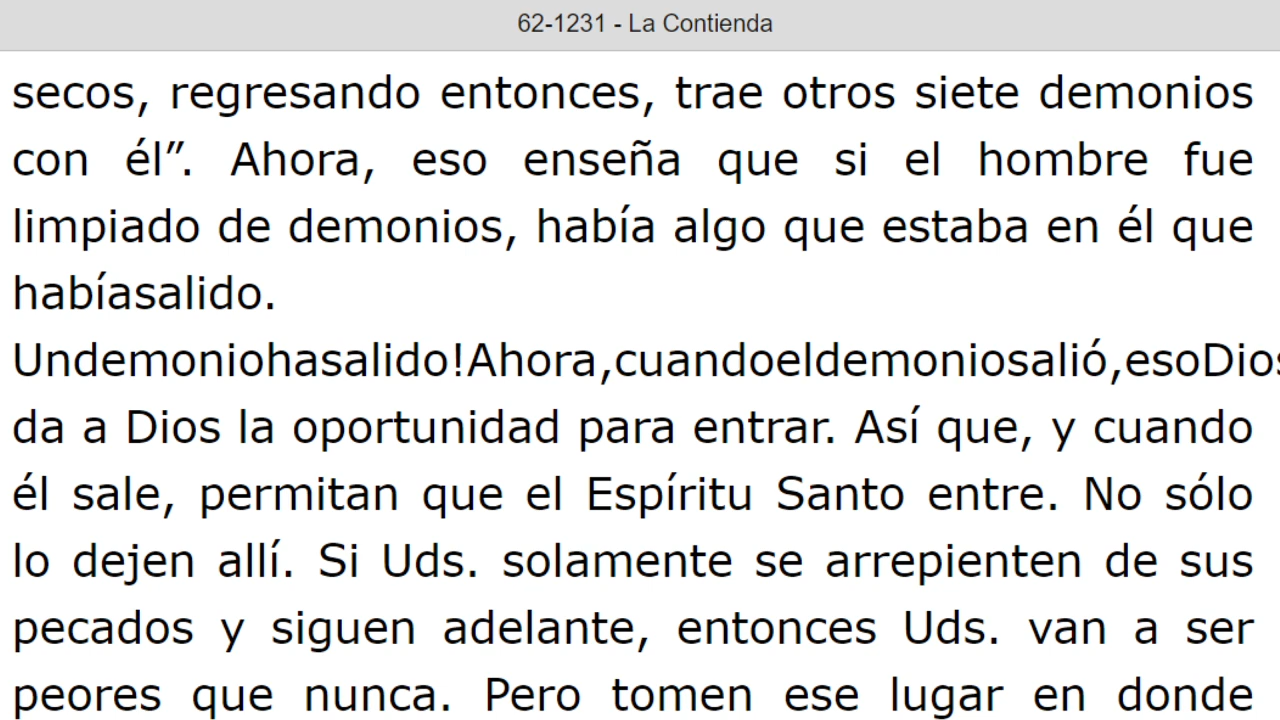 62-1231 - La Contienda
secos, regresando entonces, trae otros siete demonios
con él”. Ahora, eso enseña que si el hombre fue
limpiado de demonios, había algo que estaba en él que
habíasalido.
Undemoniohasalido!Ahora,cuandoeldemoniosalió,esoDios
da a Dios la oportunidad para entrar. Así que, y cuando
él sale, permitan que el Espíritu Santo entre. No sólo
lo dejen allí. Si Uds. solamente se arrepienten de sus
pecados y siguen adelante, entonces Uds. van a ser
peores que nunca. Pero tomen ese lugar en donde